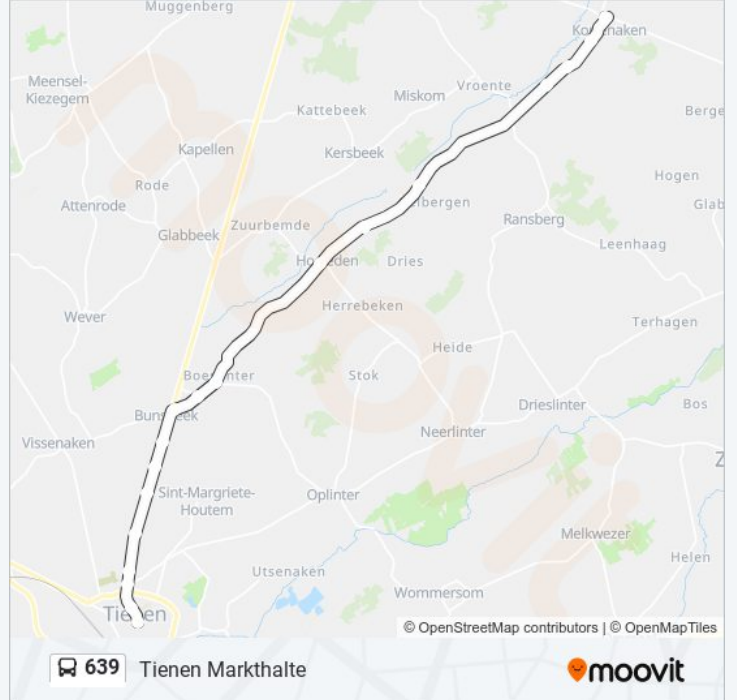 Muggenberg
Meensel-
Kiezegem
Vroente
Miskom
Kattebeek
Kapellen
Kersbeek
Rode
Hogen
Attenrode
Ransberg
Zuurbemde
Glabbeek
Leenhaag
Dries
Herrebeken
Wever
Terhagen
Heide
Stok
Drieslinter
Bos
Neerlinter
Vissenaken
Sint-Margriete-
Houtem
Oplinter
Melkwezer
Helen
Utsenaken
Wommersom
© OpenStreetMap contributors | © OpenMapTiles
639 Tienen Markthalte
moovit